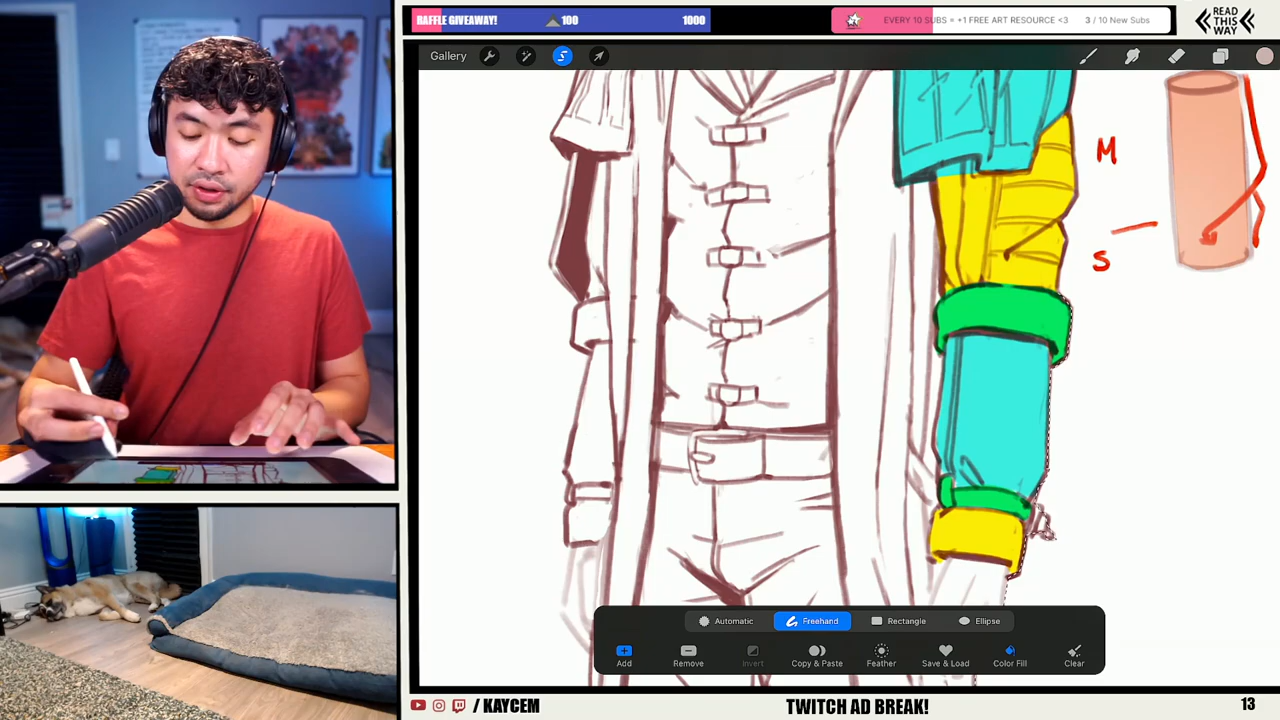 RAFFLE GIVEAWAY! 100 1000
EVERY 10 SUBS = +1 FREE ART RESOURCE <3 3 / 10 New Subs
READ
THIS
WAY
Gallery
M
S
Automatic Freehand Rectangle Ellipse
Add Remove Invert Copy & Paste Feather Save & Load Color Fill Clear
/ KAYCEM TWITCH AD BREAK! 13